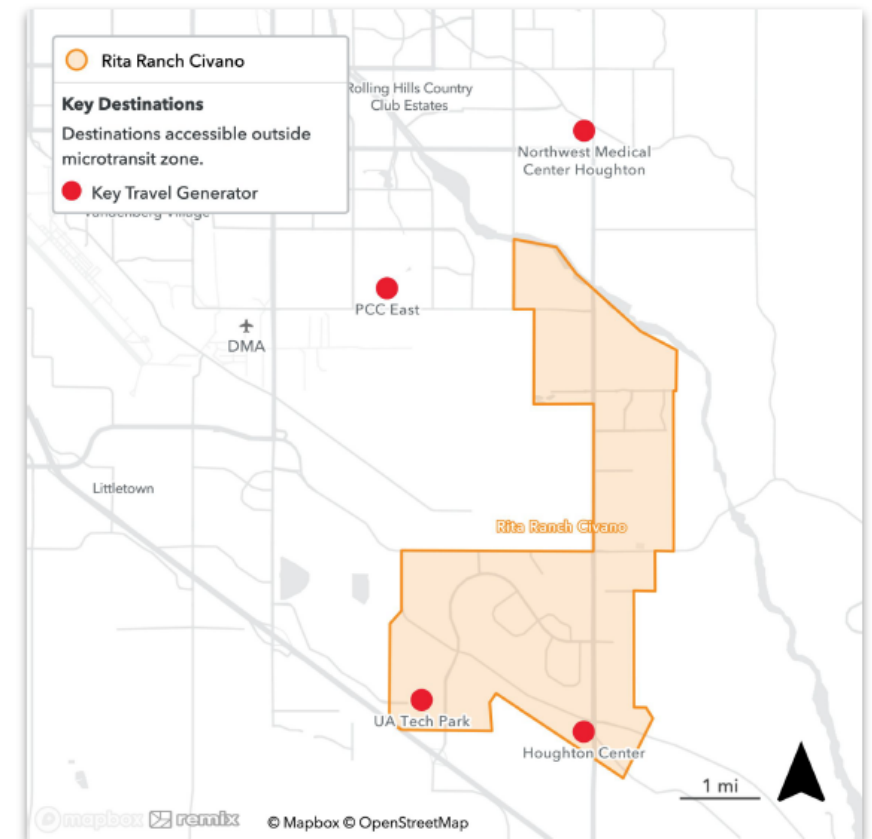 Rita Ranch Civano
Key Destinations
Destinations accessible outside
microtransit zone.
Key Travel Generator
Rolling Hills Country
Club Estates
Northwest Medical
Center Houghton
Vandenberg Village
PCC East
DMA
Littletown
Rita Ranch Civano
UA Tech Park
Houghton Center
1 mi
mapbox remix © Mapbox © OpenStreetMap